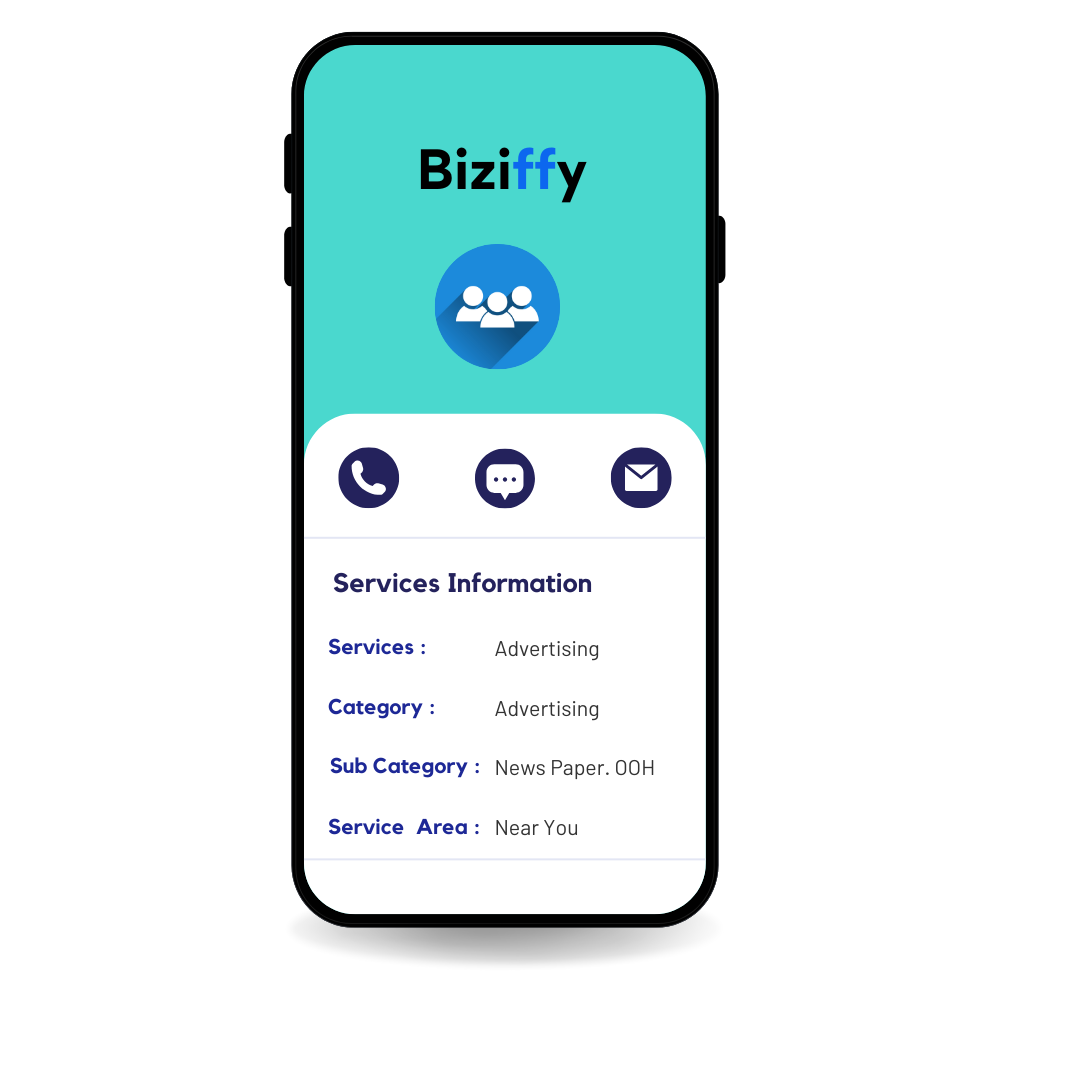 Biziffy
Services Information
Services : Advertising
Category : Advertising
Sub Category : News Paper. OOH
Service Area : Near You